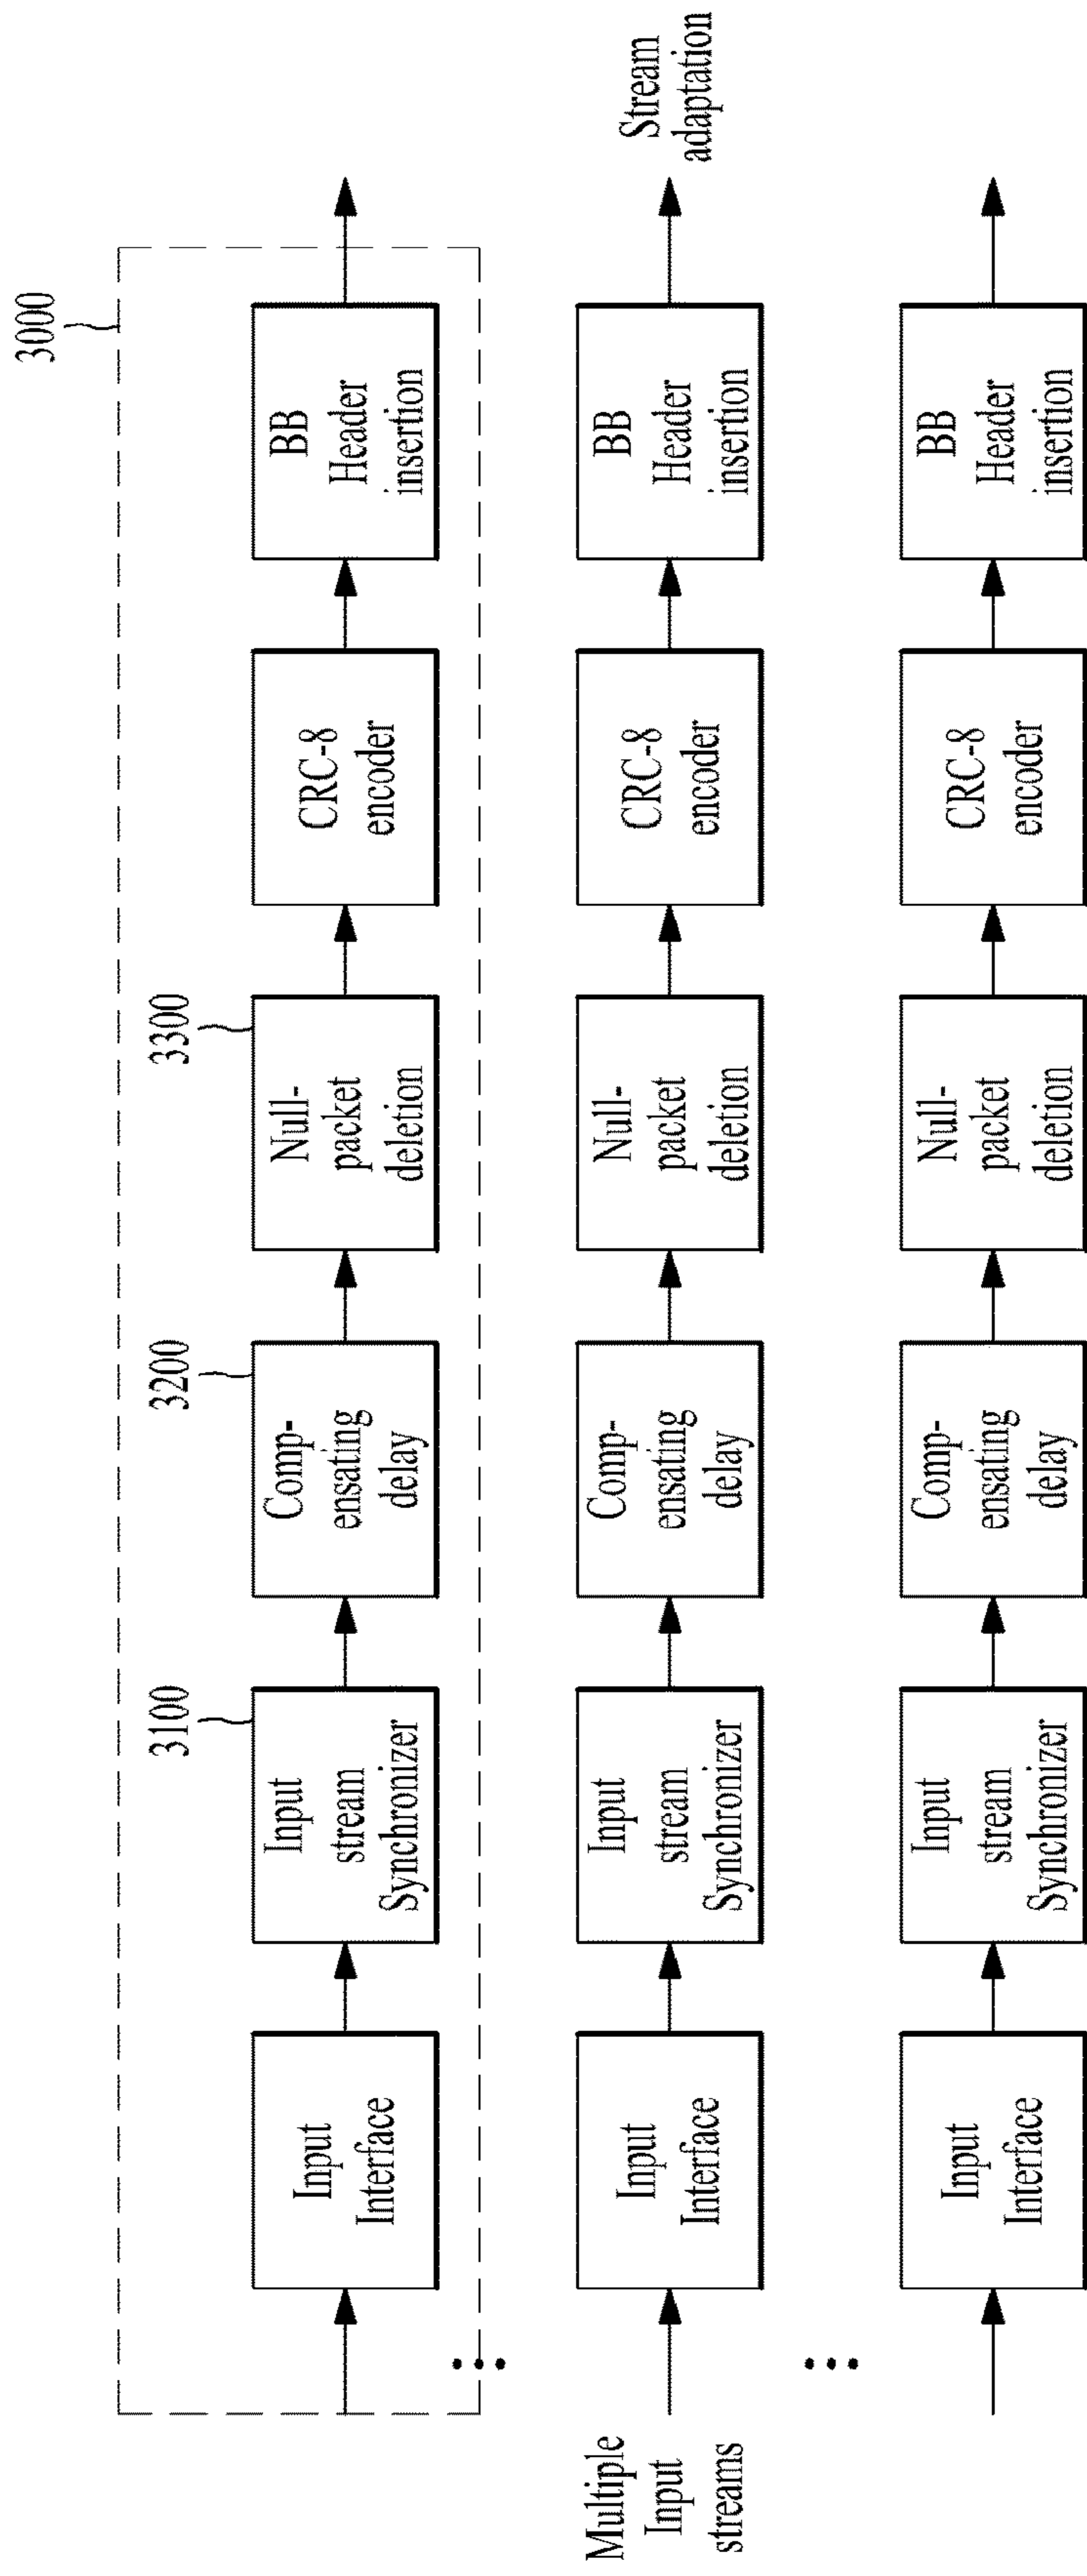 3000
3100
3200
3300
Input
Interface
Input
stream
Synchronizer
Comp-
ensating
delay
Null-
packet
deletion
CRC-8
encoder
BB
Header
insertion
Multiple
Input
streams
Input
Interface
Input
stream
Synchronizer
Comp-
ensating
delay
Null-
packet
deletion
CRC-8
encoder
BB
Header
insertion
Stream
adaptation
Input
Interface
Input
stream
Synchronizer
Comp-
ensating
delay
Null-
packet
deletion
CRC-8
encoder
BB
Header
insertion